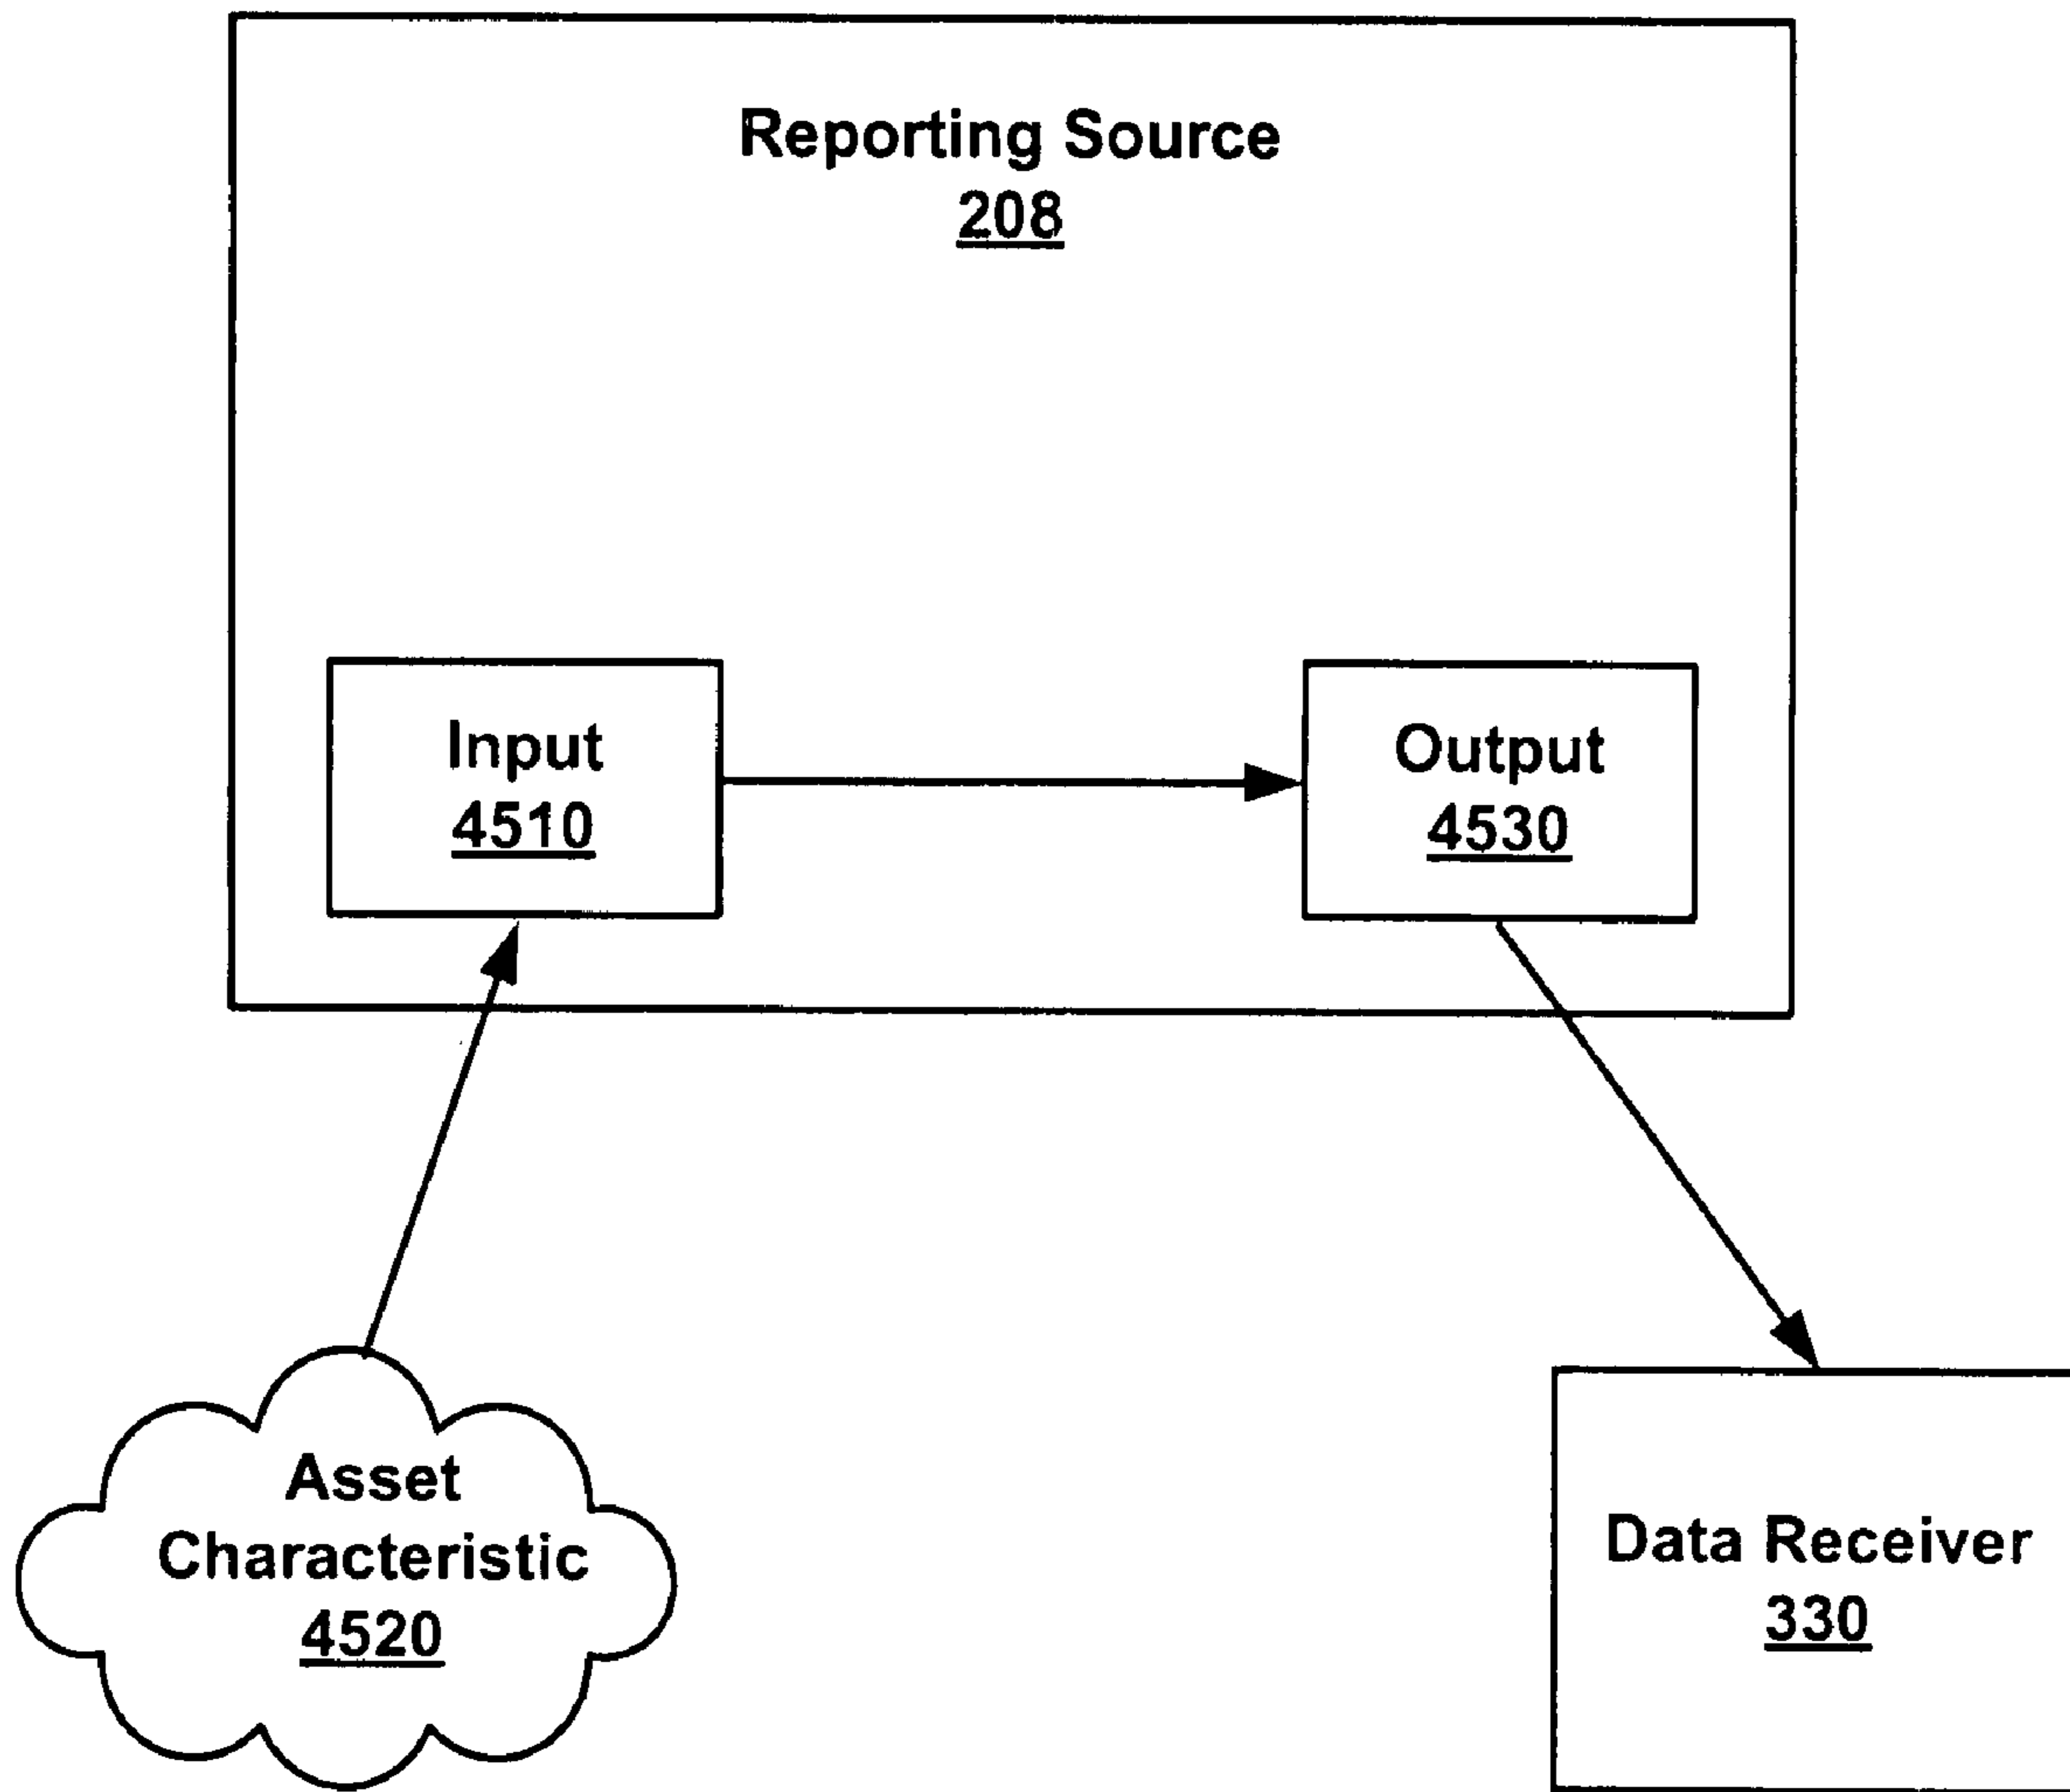 Reporting Source
208
Input
4510
Output
4530
Asset
Characteristic
4520
Data Receiver
330